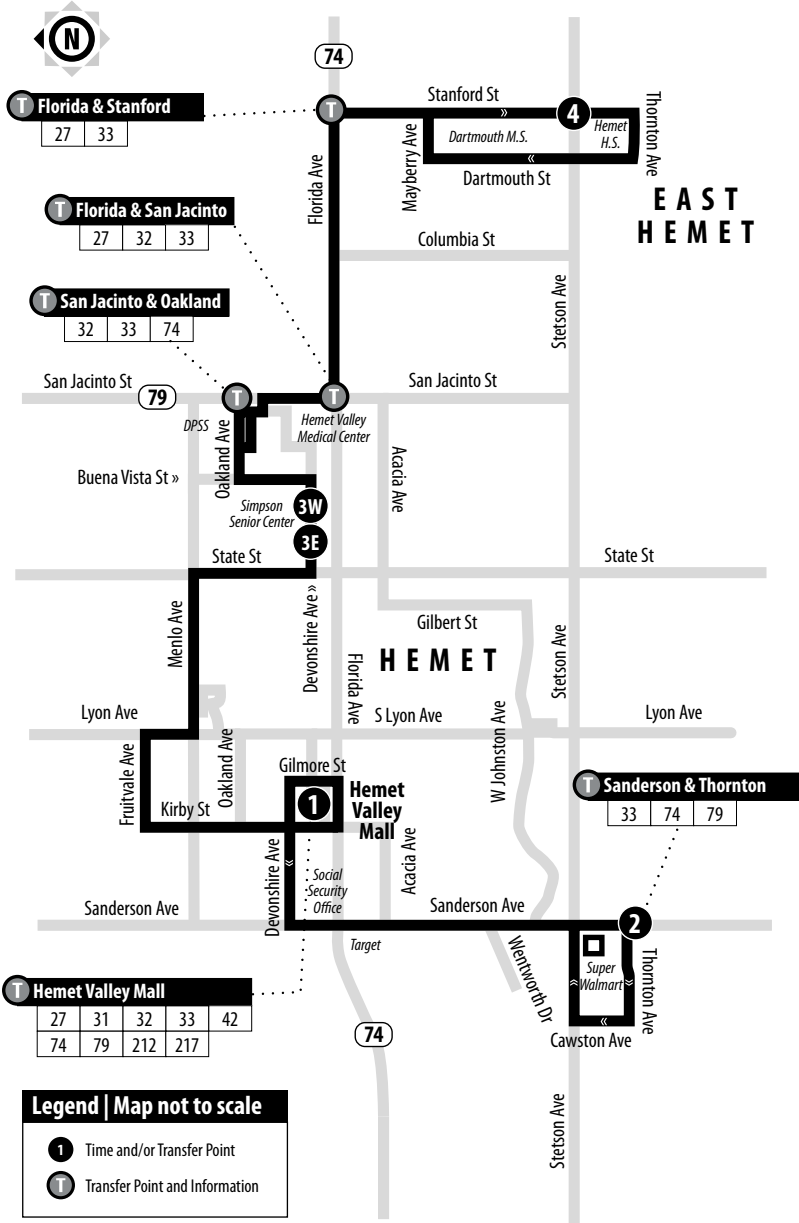 N
74
T Florida & Stanford
27 33
T
Stanford St
»
4
Hemet
H.S.
Thornton Ave
Mayberry Ave
Dartmouth M.S.
«
Dartmouth St
Florida Ave
EAST
HEMET
T Florida & San Jacinto
27 32 33
Columbia St
Stetson Ave
T San Jacinto & Oakland
32 33 74
San Jacinto St
79
T
T
San Jacinto St
DPSS
Oakland Ave
Hemet Valley
Medical Center
Acacia Ave
Buena Vista St »
Simpson
Senior Center
3W
3E
State St
State St
Menlo Ave
Devonshire Ave »
Gilbert St
HEMET
Florida Ave
Stetson Ave
Lyon Ave
S Lyon Ave
Lyon Ave
W Johnston Ave
Fruitvale Ave
Oakland Ave
Gilmore St
Kirby St
1
Hemet
Valley
Mall
T Sanderson & Thornton
33 74 79
Devonshire Ave
»
Social
Security
Office
Acacia Ave
Sanderson Ave
Sanderson Ave
2
Target
Wentworth Dr
Super
Walmart
»
»
Thornton Ave
«
Cawston Ave
T Hemet Valley Mall
27 31 32 33 42
74 79 212 217
74
Stetson Ave
Legend | Map not to scale
1 Time and/or Transfer Point
T Transfer Point and Information